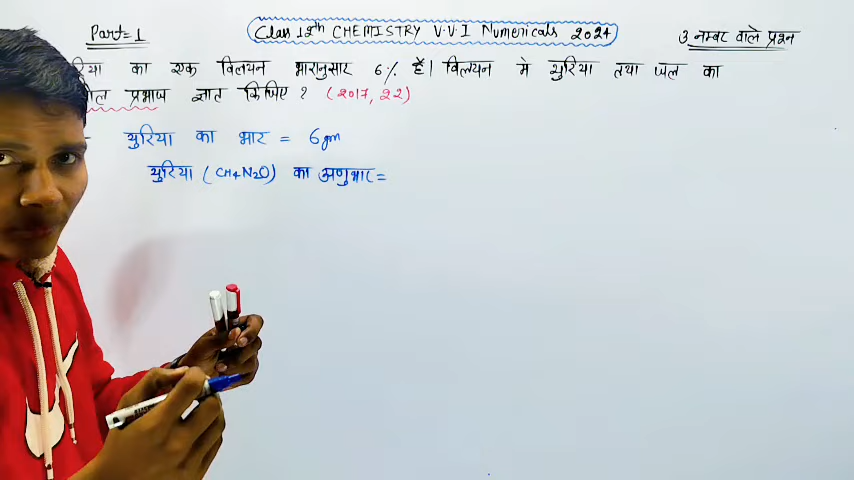 Part=1 Class 12th CHEMISTRY V.V.I Numericals 2024 3 नम्बर वाले प्रश्न
का एक विलयन भारानुसार 6% है। विलयन मे युरिया तथा जल का
प्रभाज ज्ञात किजिए ? (2017, 22)
युरिया का भार = 6gm
युरिया (CH4N2O) का अणुभार =